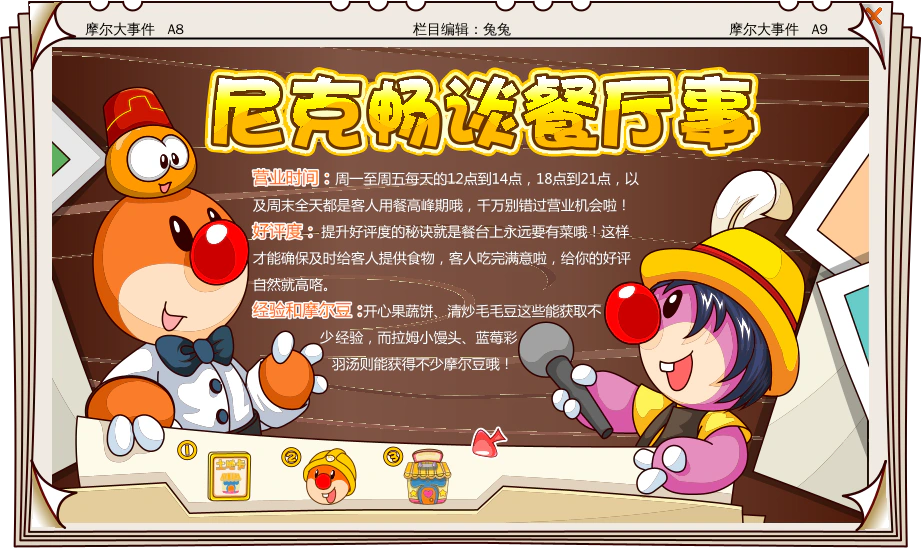 摩尔大事件 A8
栏目编辑：兔兔
摩尔大事件 A9
尼克畅谈餐厅事
营业时间：周一至周五每天的12点到14点，18点到21点，以
及周末全天都是客人用餐高峰期哦，千万别错过营业机会啦！
好评度：提升好评度的秘诀就是餐台上永远要有菜哦！这样
才能确保及时给客人提供食物，客人吃完满意啦，给你的好评
自然就高咯。
经验和摩尔豆：开心果蔬饼、清炒毛毛豆这些能获取不
少经验，而拉姆小馒头、蓝莓彩
羽汤则能获得不少摩尔豆哦！
①
②
③
土地卡